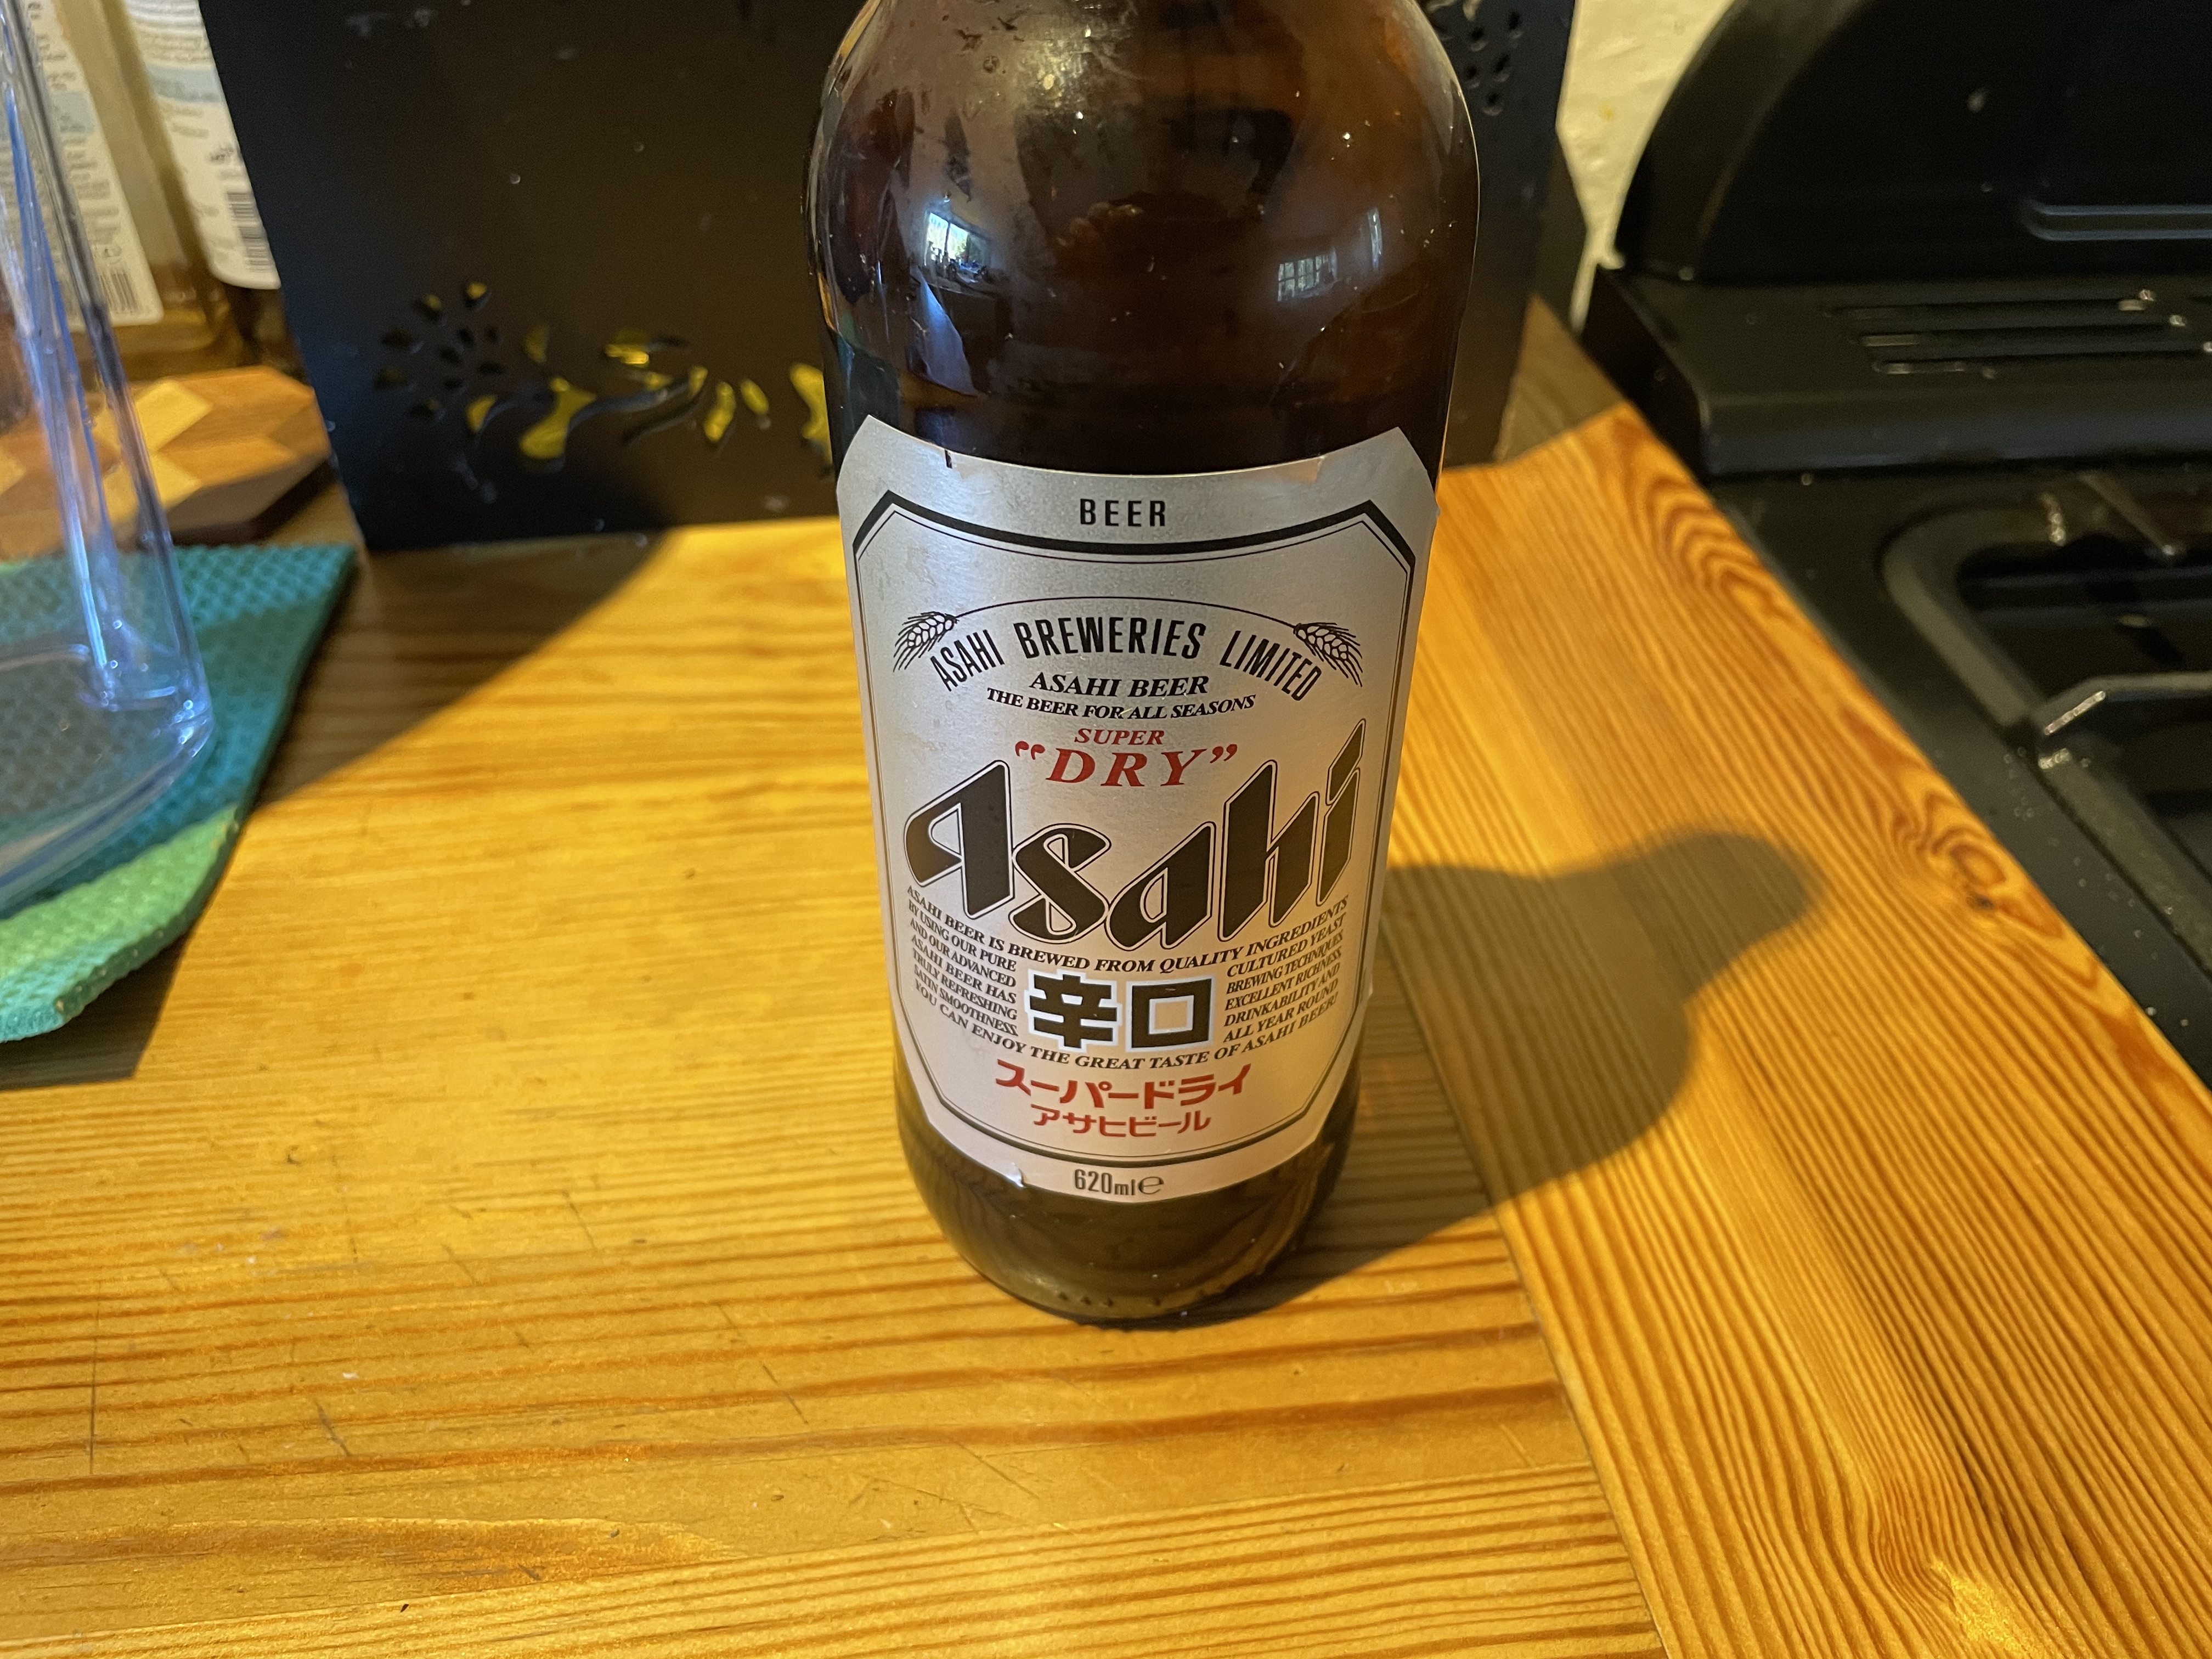 BEER
ASAHI BREWERIES LIMITED
ASAHI BEER
THE BEER FOR ALL SEASONS
SUPER
“DRY”
Asahi
ASAHI BEER IS BREWED FROM QUALITY INGREDIENTS
BY USING OUR PURE CULTURED YEAST
AND OUR ADVANCED BREWING TECHNIQUES
ASAHI BEER HAS EXCELLENT RICHNESS
TRULY REFRESHING DRINKABILITY AND
SATIN SMOOTHNESS. ALL YEAR ROUND
YOU CAN ENJOY THE GREAT TASTE OF ASAHI BEER!
辛口
スーパードライ
アサヒビール
620ml℮